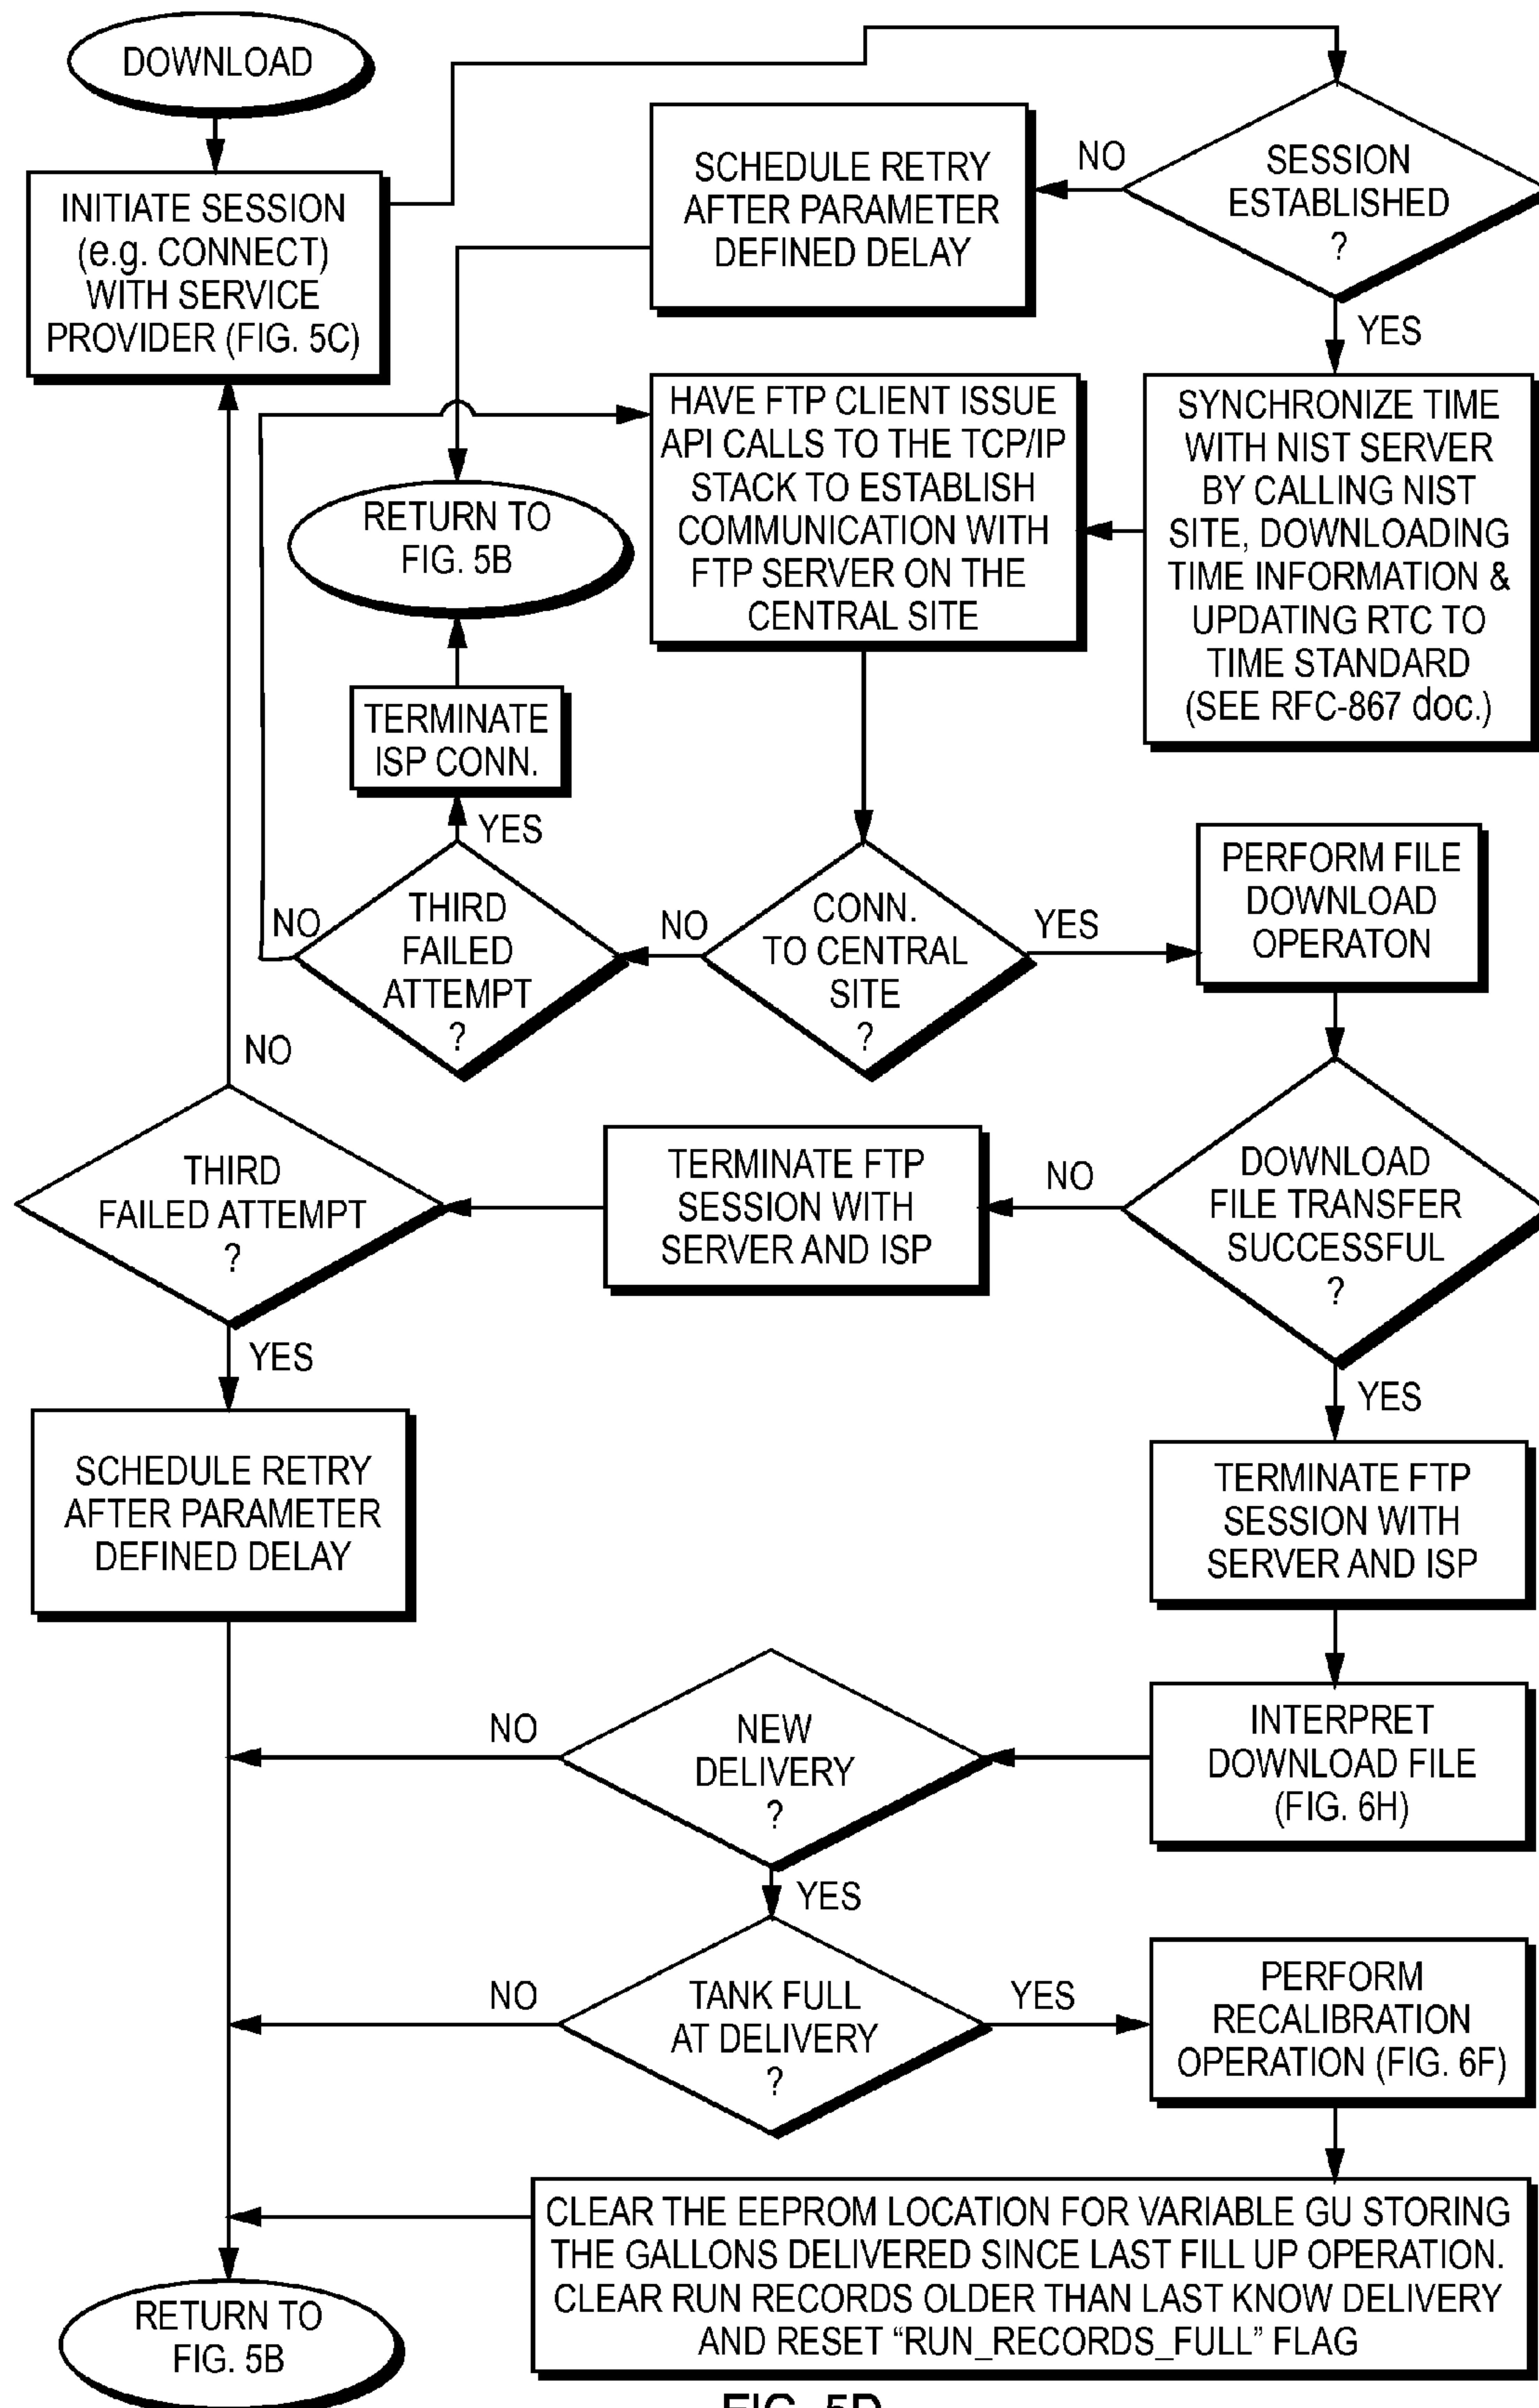 DOWNLOAD
INITIATE SESSION
(e.g. CONNECT)
WITH SERVICE
PROVIDER (FIG. 5C)
SCHEDULE RETRY
AFTER PARAMETER
DEFINED DELAY
NO
SESSION
ESTABLISHED
?
YES
HAVE FTP CLIENT ISSUE
API CALLS TO THE TCP/IP
STACK TO ESTABLISH
COMMUNICATION WITH
FTP SERVER ON THE
CENTRAL SITE
SYNCHRONIZE TIME
WITH NIST SERVER
BY CALLING NIST
SITE, DOWNLOADING
TIME INFORMATION &
UPDATING RTC TO
TIME STANDARD
(SEE RFC-867 doc.)
RETURN TO
FIG. 5B
TERMINATE
ISP CONN.
YES
NO
THIRD
FAILED
ATTEMPT
?
NO
CONN.
TO CENTRAL
SITE
?
YES
PERFORM FILE
DOWNLOAD
OPERATON
NO
THIRD
FAILED ATTEMPT
?
TERMINATE FTP
SESSION WITH
SERVER AND ISP
NO
DOWNLOAD
FILE TRANSFER
SUCCESSFUL
?
YES
YES
SCHEDULE RETRY
AFTER PARAMETER
DEFINED DELAY
TERMINATE FTP
SESSION WITH
SERVER AND ISP
NO
NEW
DELIVERY
?
INTERPRET
DOWNLOAD FILE
(FIG. 6H)
YES
NO
TANK FULL
AT DELIVERY
?
YES
PERFORM
RECALIBRATION
OPERATION (FIG. 6F)
CLEAR THE EEPROM LOCATION FOR VARIABLE GU STORING
THE GALLONS DELIVERED SINCE LAST FILL UP OPERATION.
CLEAR RUN RECORDS OLDER THAN LAST KNOW DELIVERY
AND RESET “RUN_RECORDS_FULL” FLAG
RETURN TO
FIG. 5B
FIG. 5D